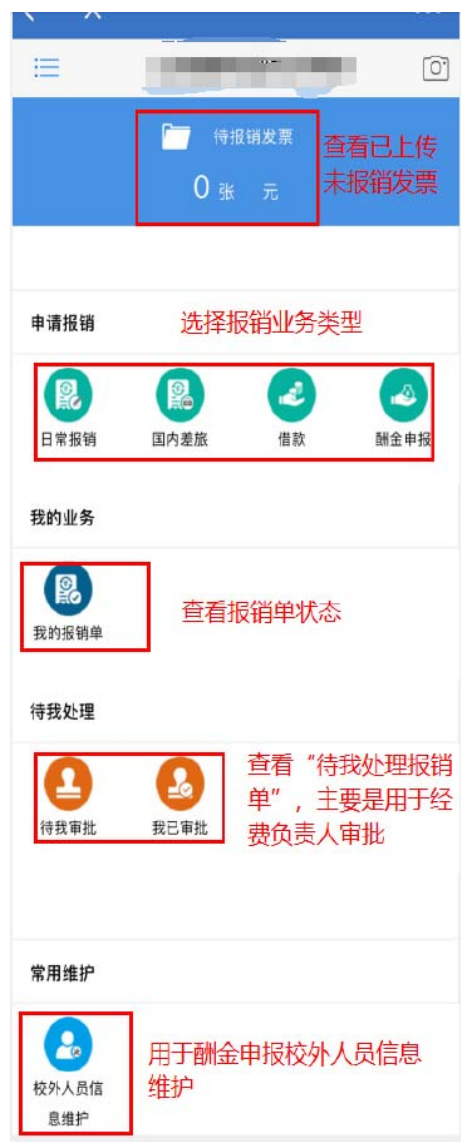 待报销发票
0 张 元
查看已上传
未报销发票
申请报销
选择报销业务类型
日常报销 国内差旅 借款 酬金申报
我的业务
我的报销单
查看报销单状态
待我处理
待我审批 我已审批
查看“待我处理报销
单”，主要是用于经
费负责人审批
常用维护
校外人员信
息维护
用于酬金申报校外人员信息
维护